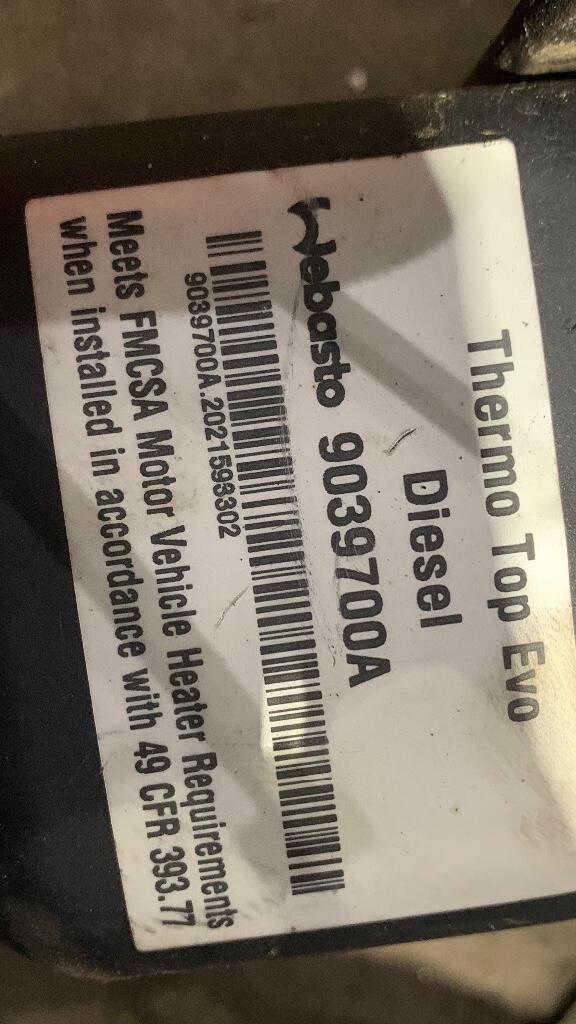 Thermo Top Evo
Diesel
Webasto 9039700A
9039700A.2021593302
Meets FMCSA Motor Vehicle Heater Requirements
when installed in accordance with 49 CFR 393.77